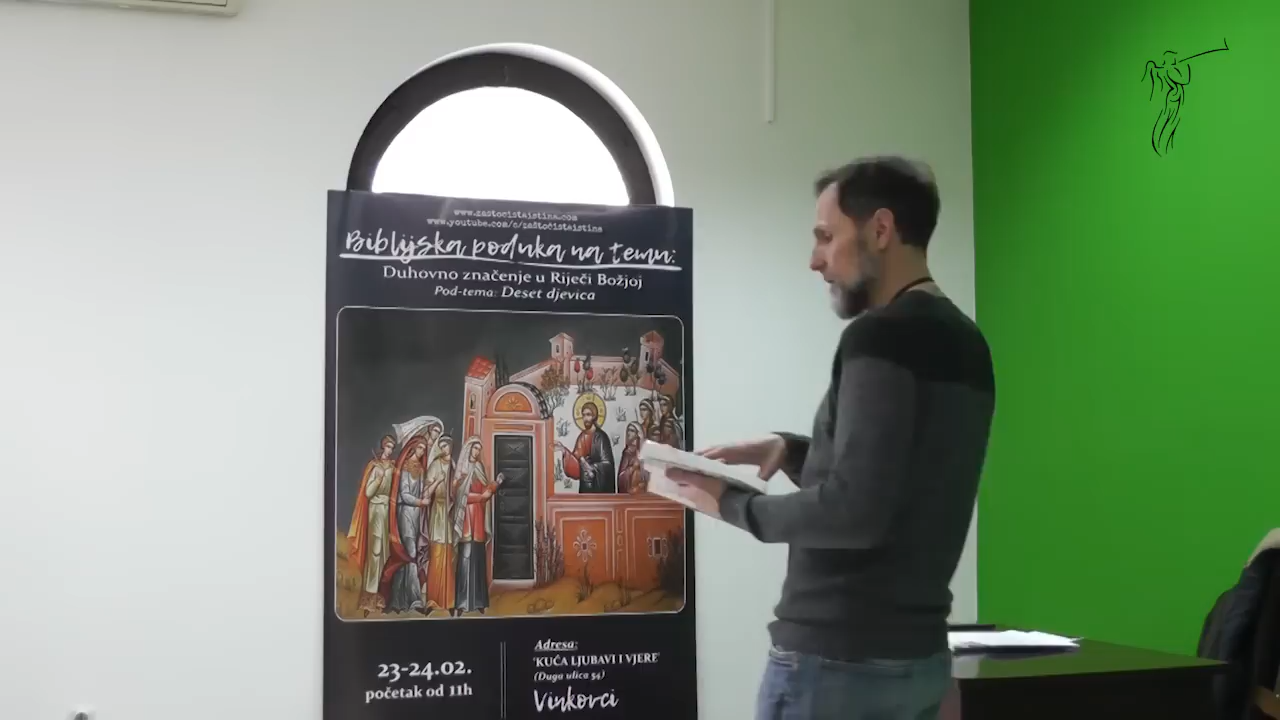 www.zastocistaistina.com
www.youtube.com/c/zaštočistaistina
Biblijska poduka na temu:
Duhovno značenje u Riječi Božjoj
Pod-tema: Deset djevica
23-24.02.
početak od 11h
Adresa:
'KUĆA LJUBAVI I VJERE'
(Duga ulica 54)
Vinkovci